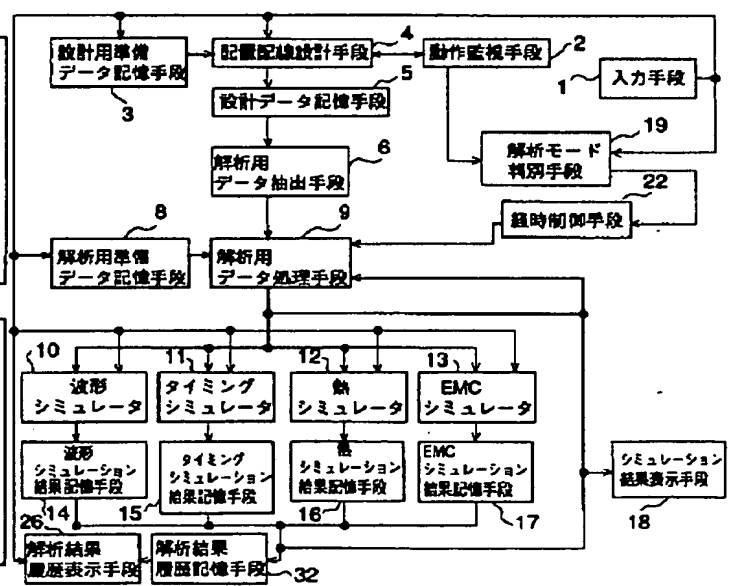 設計用準備
データ記憶手段
3
配置配線設計手段
4
動作監視手段
2
入力手段
1
設計データ記憶手段
5
解析モード
判別手段
19
解析用
データ抽出手段
6
経時制御手段
22
解析用準備
データ記憶手段
8
解析用
データ処理手段
9
10
波形
シミュレータ
11
タイミング
シミュレータ
12
熱
シミュレータ
13
EMC
シミュレータ
波形
シミュレーション
結果記憶手段
14
タイミング
シミュレーション
結果記憶手段
15
熱
シミュレーション
結果記憶手段
16
EMC
シミュレーション
結果記憶手段
17
シミュレーション
結果表示手段
18
26
解析結果
履歴表示手段
解析結果
履歴記憶手段
32